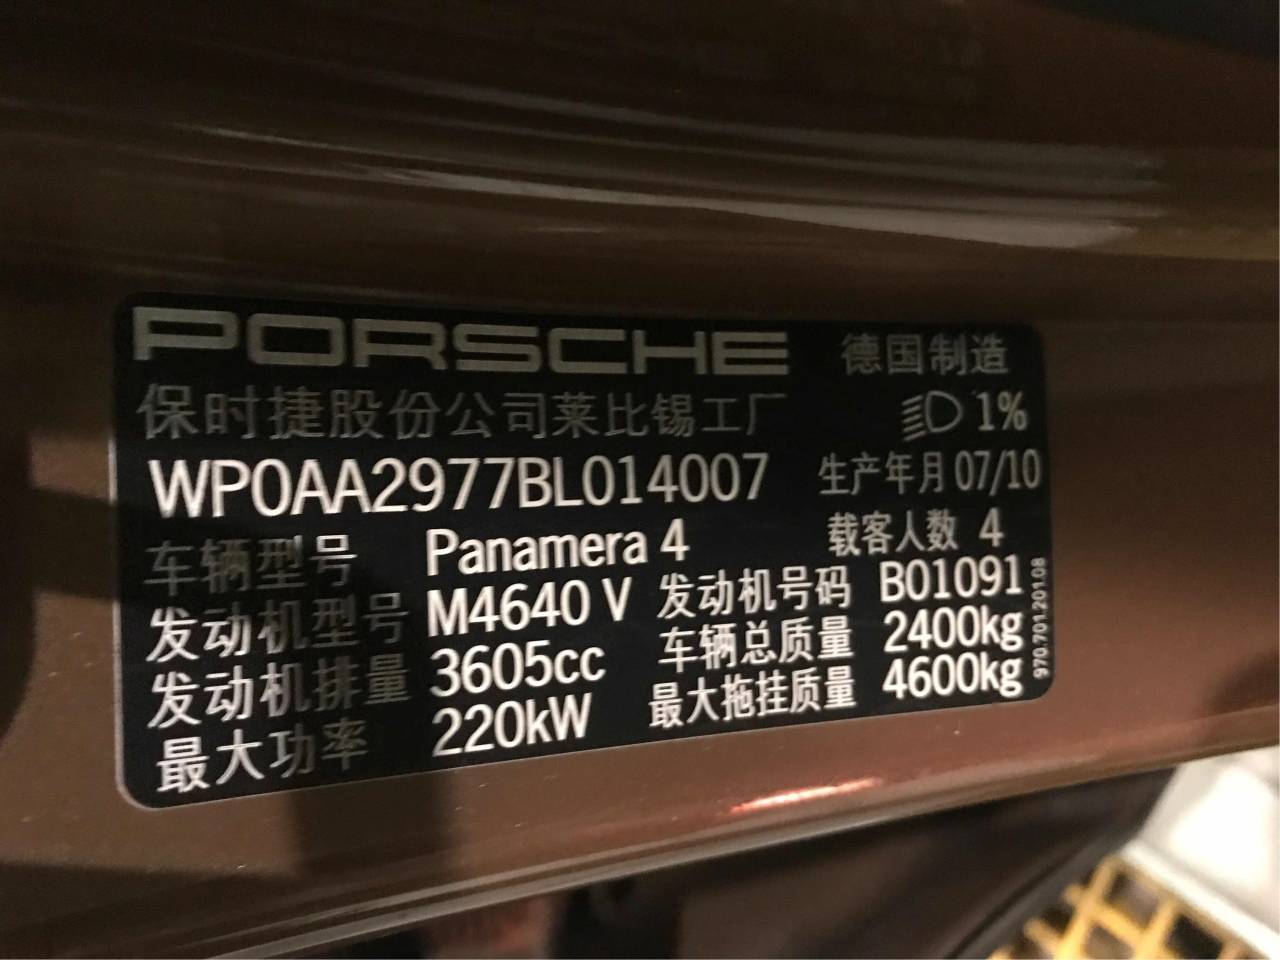 PORSCHE 德国制造
保时捷股份公司莱比锡工厂 1%
WP0AA2977BL014007 生产年月 07/10
车辆型号 Panamera 4 载客人数 4
发动机型号 M4640 V 发动机号码 B01091
发动机排量 3605cc 车辆总质量 2400kg
最大功率 220kW 最大拖挂质量 4600kg
970.701.201.08